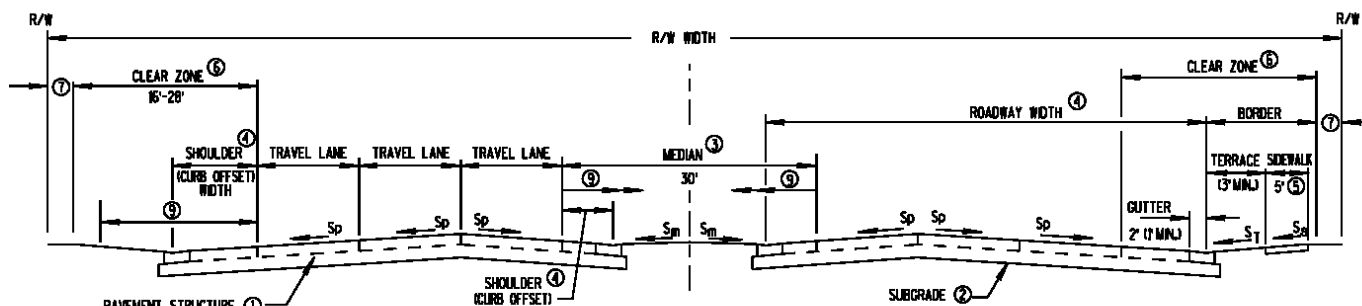 R/W
R/W
R/W WIDTH
CLEAR ZONE ⑥
⑦
16'-28'
CLEAR ZONE ⑥
ROADWAY WIDTH ④
BORDER
⑦
④
SHOULDER
(CURB OFFSET)
WIDTH
TRAVEL LANE
TRAVEL LANE
TRAVEL LANE
MEDIAN ③
30'
⑨
⑨
⑨
TERRACE
(3' MIN.)
SIDEWALK
5' ⑤
GUTTER
2' (1' MIN.)
Sp
Sp
Sp
Sm
Sm
Sp
Sp
Sp
ST
Ss
SHOULDER ④
(CURB OFFSET)
SUBGRADE ②
PAVEMENT STRUCTURE ①